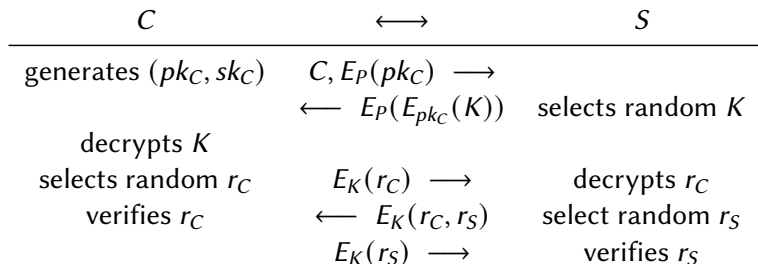 C ⟷ S
generates (pk_C, sk_C) C, E_P(pk_C) ⟶
⟵ E_P(E_{pk_C}(K)) selects random K
decrypts K
selects random r_C E_K(r_C) ⟶ decrypts r_C
verifies r_C ⟵ E_K(r_C, r_S) select random r_S
E_K(r_S) ⟶ verifies r_S